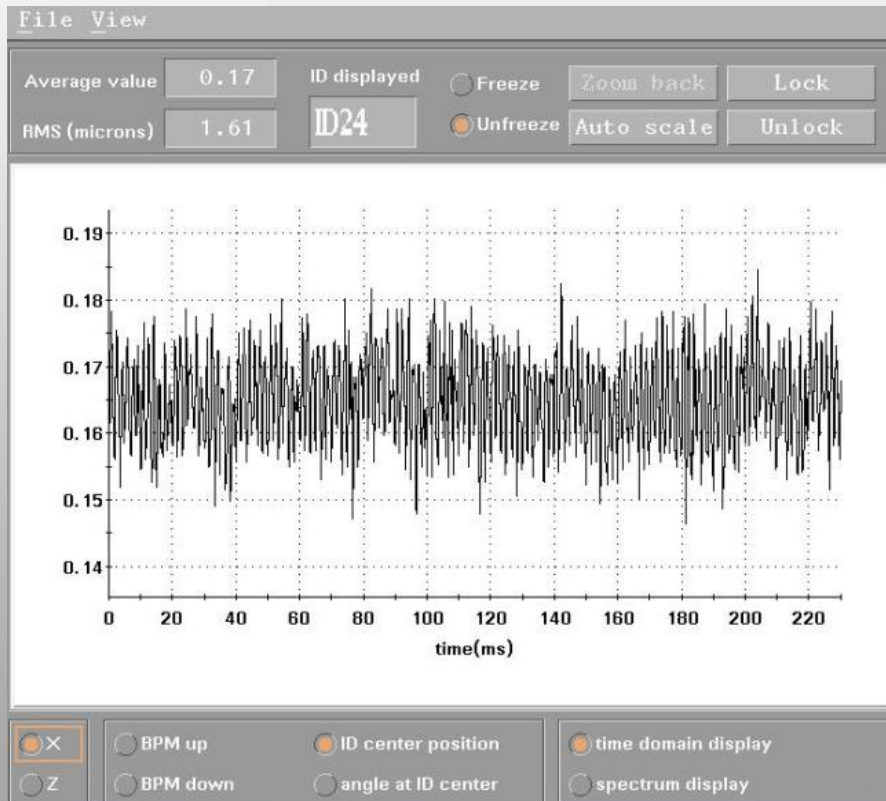 File View
Average value 0.17 ID displayed Freeze Zoom back Lock
RMS (microns) 1.61 ID24 Unfreeze Auto scale Unlock
0.19
0.18
0.17
0.16
0.15
0.14
0 20 40 60 80 100 120 140 160 180 200 220
time(ms)
X BPM up ID center position time domain display
Z BPM down angle at ID center spectrum display